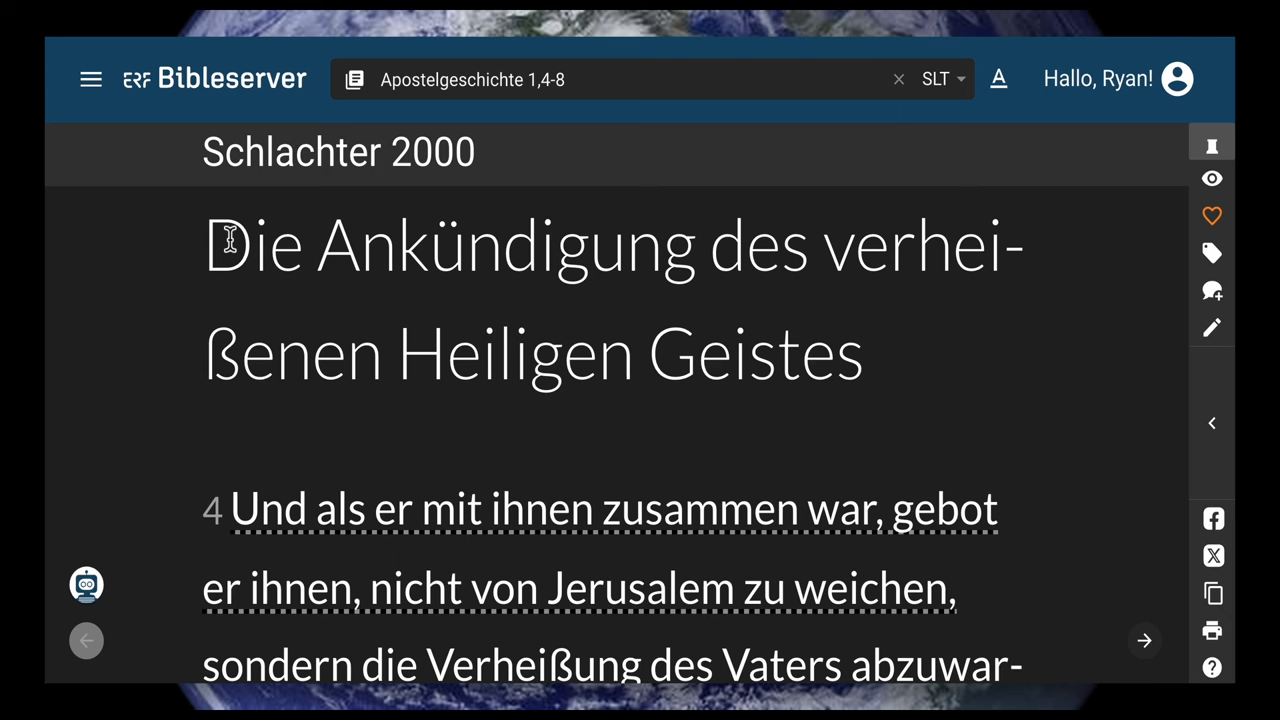 ERF Bibleserver
Apostelgeschichte 1,4-8
SLT
A
Hallo, Ryan!
Schlachter 2000
Die Ankündigung des verhei-
ßenen Heiligen Geistes
4 Und als er mit ihnen zusammen war, gebot
er ihnen, nicht von Jerusalem zu weichen,
sondern die Verheißung des Vaters abzuwar-